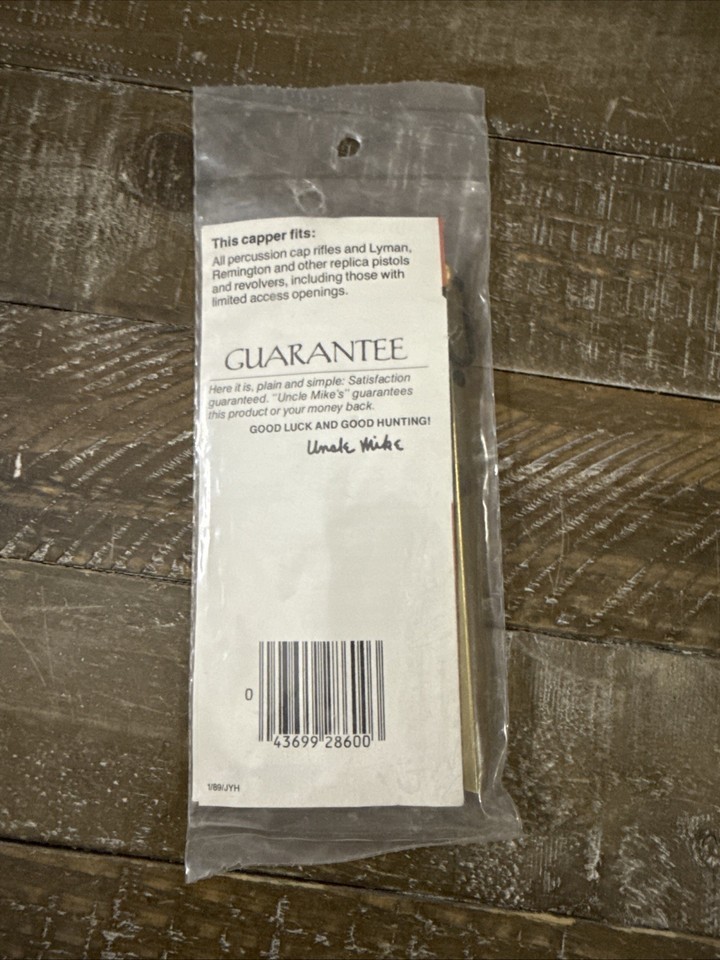 This capper fits:
All percussion cap rifles and Lyman,
Remington and other replica pistols
and revolvers, including those with
limited access openings.
GUARANTEE
Here it is, plain and simple: Satisfaction
guaranteed. "Uncle Mike's" guarantees
this product or your money back.
GOOD LUCK AND GOOD HUNTING!
Uncle Mike
0 43699 28600
1/89/JYH